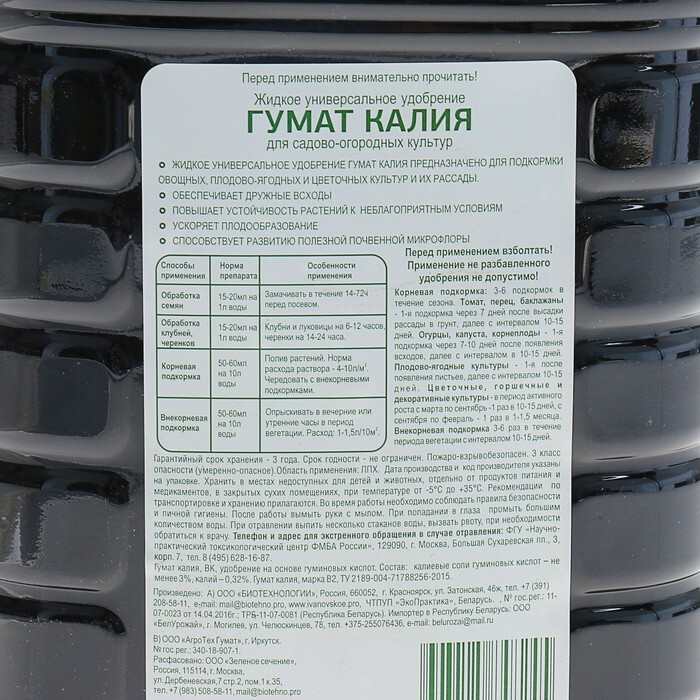 Перед применением внимательно прочитать!
Жидкое универсальное удобрение
ГУМАТ КАЛИЯ
для садово-огородных культур
● ЖИДКОЕ УНИВЕРСАЛЬНОЕ УДОБРЕНИЕ ГУМАТ КАЛИЯ ПРЕДНАЗНАЧЕНО ДЛЯ ПОДКОРМКИ
ОВОЩНЫХ, ПЛОДОВО-ЯГОДНЫХ И ЦВЕТОЧНЫХ КУЛЬТУР И ИХ РАССАДЫ.
● ОБЕСПЕЧИВАЕТ ДРУЖНЫЕ ВСХОДЫ
● ПОВЫШАЕТ УСТОЙЧИВОСТЬ РАСТЕНИЙ К НЕБЛАГОПРИЯТНЫМ УСЛОВИЯМ
● УСКОРЯЕТ ПЛОДООБРАЗОВАНИЕ
● СПОСОБСТВУЕТ РАЗВИТИЮ ПОЛЕЗНОЙ ПОЧВЕННОЙ МИКРОФЛОРЫ
Способы применения
Норма препарата
Особенности применения
Обработка семян
15-20мл на 1л воды
Замачивать в течение 14-72ч
перед посевом.
Обработка клубней, черенков
15-20мл на 1л воды
Клубни и луковицы на 6-12 часов,
черенки на 14-24 часа.
Корневая подкормка
50-60мл на 10л воды
Полив растений. Норма
расхода раствора - 4-10л/м².
Чередовать с внекорневыми
подкормками.
Внекорневая подкормка
50-60мл на 10л воды
Опрыскивать в вечерние или
утренние часы в период
вегетации. Расход: 1-1,5л/10м².
Перед применением взболтать!
Применение не разбавленного
удобрения не допустимо!
Корневая подкормка: 3-6 подкормок в
течение сезона. Томат, перец, баклажаны
- 1-я подкормка через 7 дней после высадки
рассады в грунт, далее с интервалом 10-15
дней. Огурцы, капуста, корнеплоды - 1-я
подкормка через 7-10 дней после появления
всходов, далее с интервалом в 10-15 дней.
Плодово-ягодные культуры - 1-я после
появления листьев, далее с интервалом 10-15
дней. Цветочные, горшечные и
декоративные культуры - в период активного
роста с марта по сентябрь - 1 раз в 10-15 дней, с
сентября по февраль - 1 раз в 1-1,5 месяца.
Внекорневая подкормка 3-6 раз в течение
периода вегетации с интервалом 10-15 дней.
Гарантийный срок хранения - 3 года. Срок годности - не ограничен. Пожаро-взрывобезопасен. 3 класс
опасности (умеренно-опасное).Область применения: ЛПХ. Дата производства и код производителя указаны
на упаковке. Хранить в местах недоступных для детей и животных, отдельно от продуктов питания и
медикаментов, в закрытых сухих помещениях, при температуре от -5°С до +35°С. Рекомендации по
транспортировке и хранению прилагаются. Во время работы необходимо соблюдать правила безопасности
и личной гигиены. После работы вымыть руки с мылом. При попадании в глаза промыть большим
количеством воды. При отравлении выпить несколько стаканов воды, вызвать рвоту, при необходимости
обратиться к врачу. Телефон и адрес для экстренного обращения в случае отравления: ФГУ «Научно-
практический токсикологический центр ФМБА России», 129090, г. Москва, Большая Сухаревская пл., 3,
корп. 7, тел. 8 (495) 628-16-87.
Гумат калия, ВК, удобрение на основе гуминовых кислот. Состав: калиевые соли гуминовых кислот – не
менее 3%, калий – 0,32%. Гумат калия, марка В2, ТУ 2189-004-71788256-2015.
Произведено: А) ООО «БИОТЕХНОЛОГИИ», Россия, 660052, г. Красноярск, ул. Затонская, 46ж, тел. +7 (391)
208-58-11, e-mail: mail@biotehno.pro, www.ivanovskoe.pro, ЧТПУП «ЭкоПрактика», Беларусь. , N° гос.рег.: 11-
07-0023 от 14.04.2016г., ТРБ-11-07-0081 (Республика Беларусь). Импортер в Республику Беларусь: ООО
«БелУрожай», г. Могилев, ул. Челюскинцев, 78, тел. +375-255076436, e-mail: belurozai@mail.ru
В) ООО «АгроТех Гумат», г. Иркутск.
N° гос.рег.: 340-18-907-1.
Расфасовано: ООО «Зеленое сечение»,
Россия, 115114, г. Москва,
ул. Дербеневская,7 стр.2, пом. 1 к.35,
тел. +7 (983) 508-58-11, mail@biotehno.pro